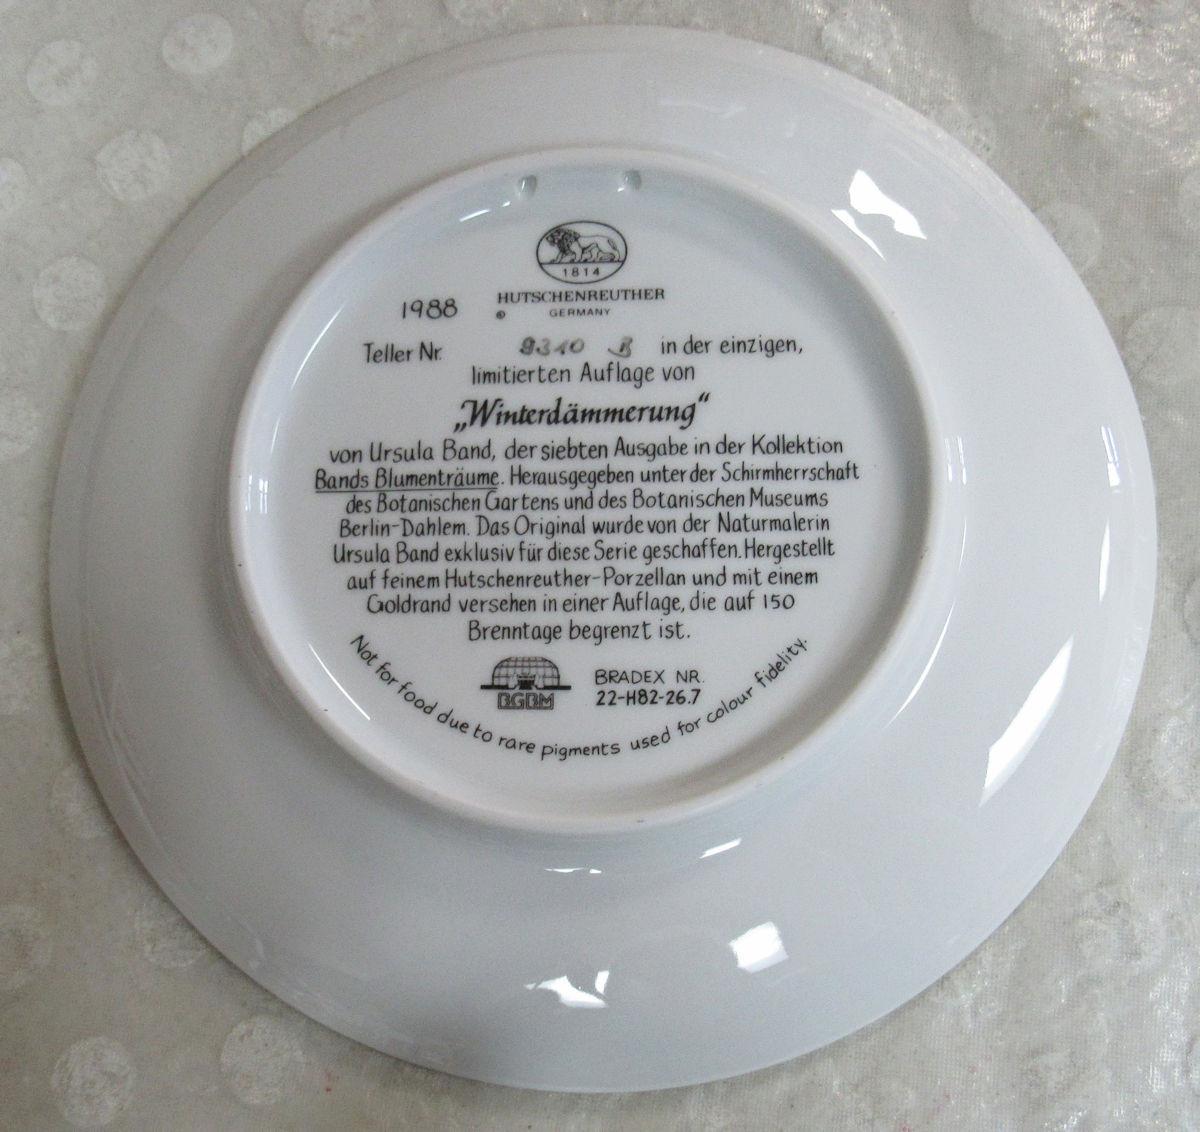 1814
HUTSCHENREUTHER
© GERMANY
1988
Teller Nr. 9310 B in der einzigen,
limitierten Auflage von
„Winterdämmerung“
von Ursula Band, der siebten Ausgabe in der Kollektion
Bands Blumenträume. Herausgegeben unter der Schirmherrschaft
des Botanischen Gartens und des Botanischen Museums
Berlin-Dahlem. Das Original wurde von der Naturmalerin
Ursula Band exklusiv für diese Serie geschaffen. Hergestellt
auf feinem Hutschenreuther-Porzellan und mit einem
Goldrand versehen in einer Auflage, die auf 150
Brenntage begrenzt ist.
BGBM
BRADEX NR.
22-H82-26.7
Not for food due to rare pigments used for colour fidelity.